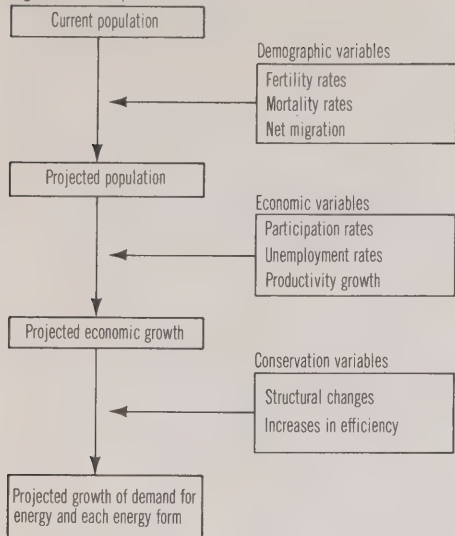 Current population
Demographic variables
Fertility rates
Mortality rates
Net migration
Projected population
Economic variables
Participation rates
Unemployment rates
Productivity growth
Projected economic growth
Conservation variables
Structural changes
Increases in efficiency
Projected growth of demand for
energy and each energy form